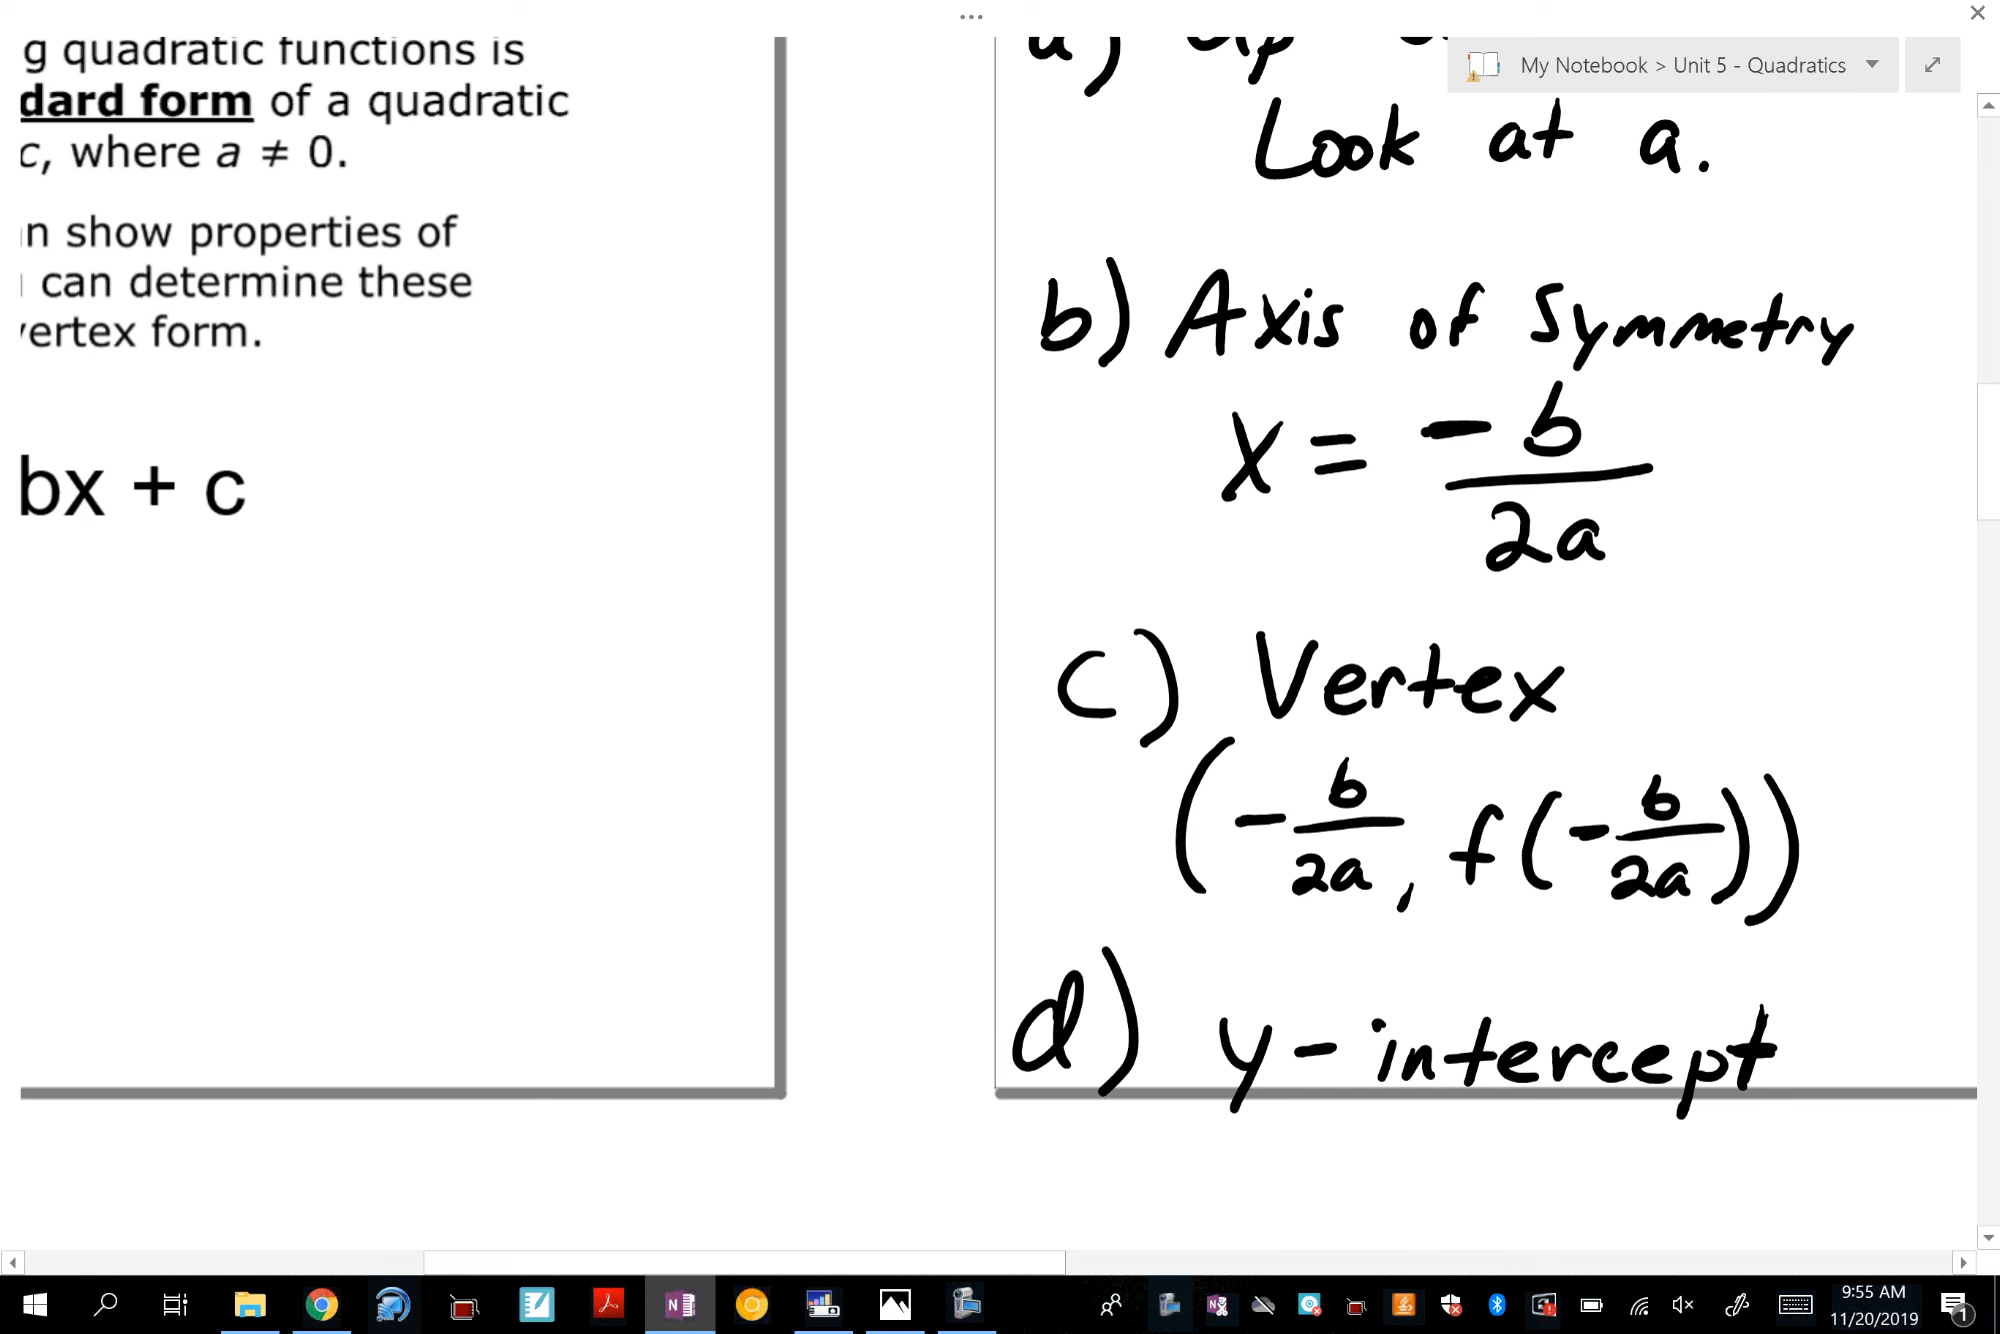 g quadratic functions is
dard form of a quadratic
c, where a ≠ 0.
n show properties of
can determine these
vertex form.
bx + c
My Notebook > Unit 5 - Quadratics
a)
Look at a.
b) Axis of Symmetry
x = -b/2a
c) Vertex
(-b/2a, f(-b/2a))
d) y-intercept
9:55 AM
11/20/2019
1